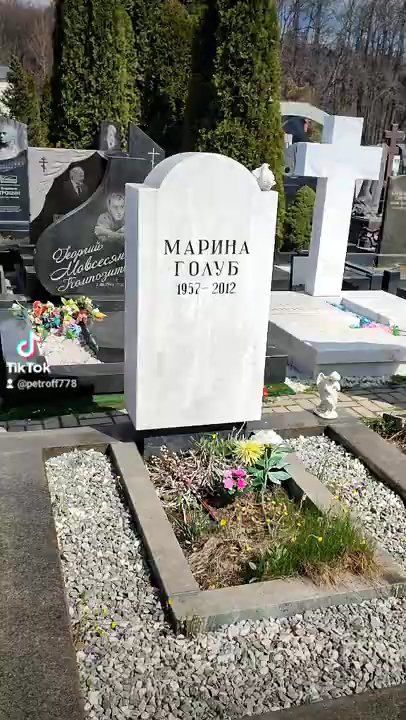 МАРИНА
ГОЛУБ
1957-2012
Георгий
Мовсесян
Композитор
TikTok
@petroff778